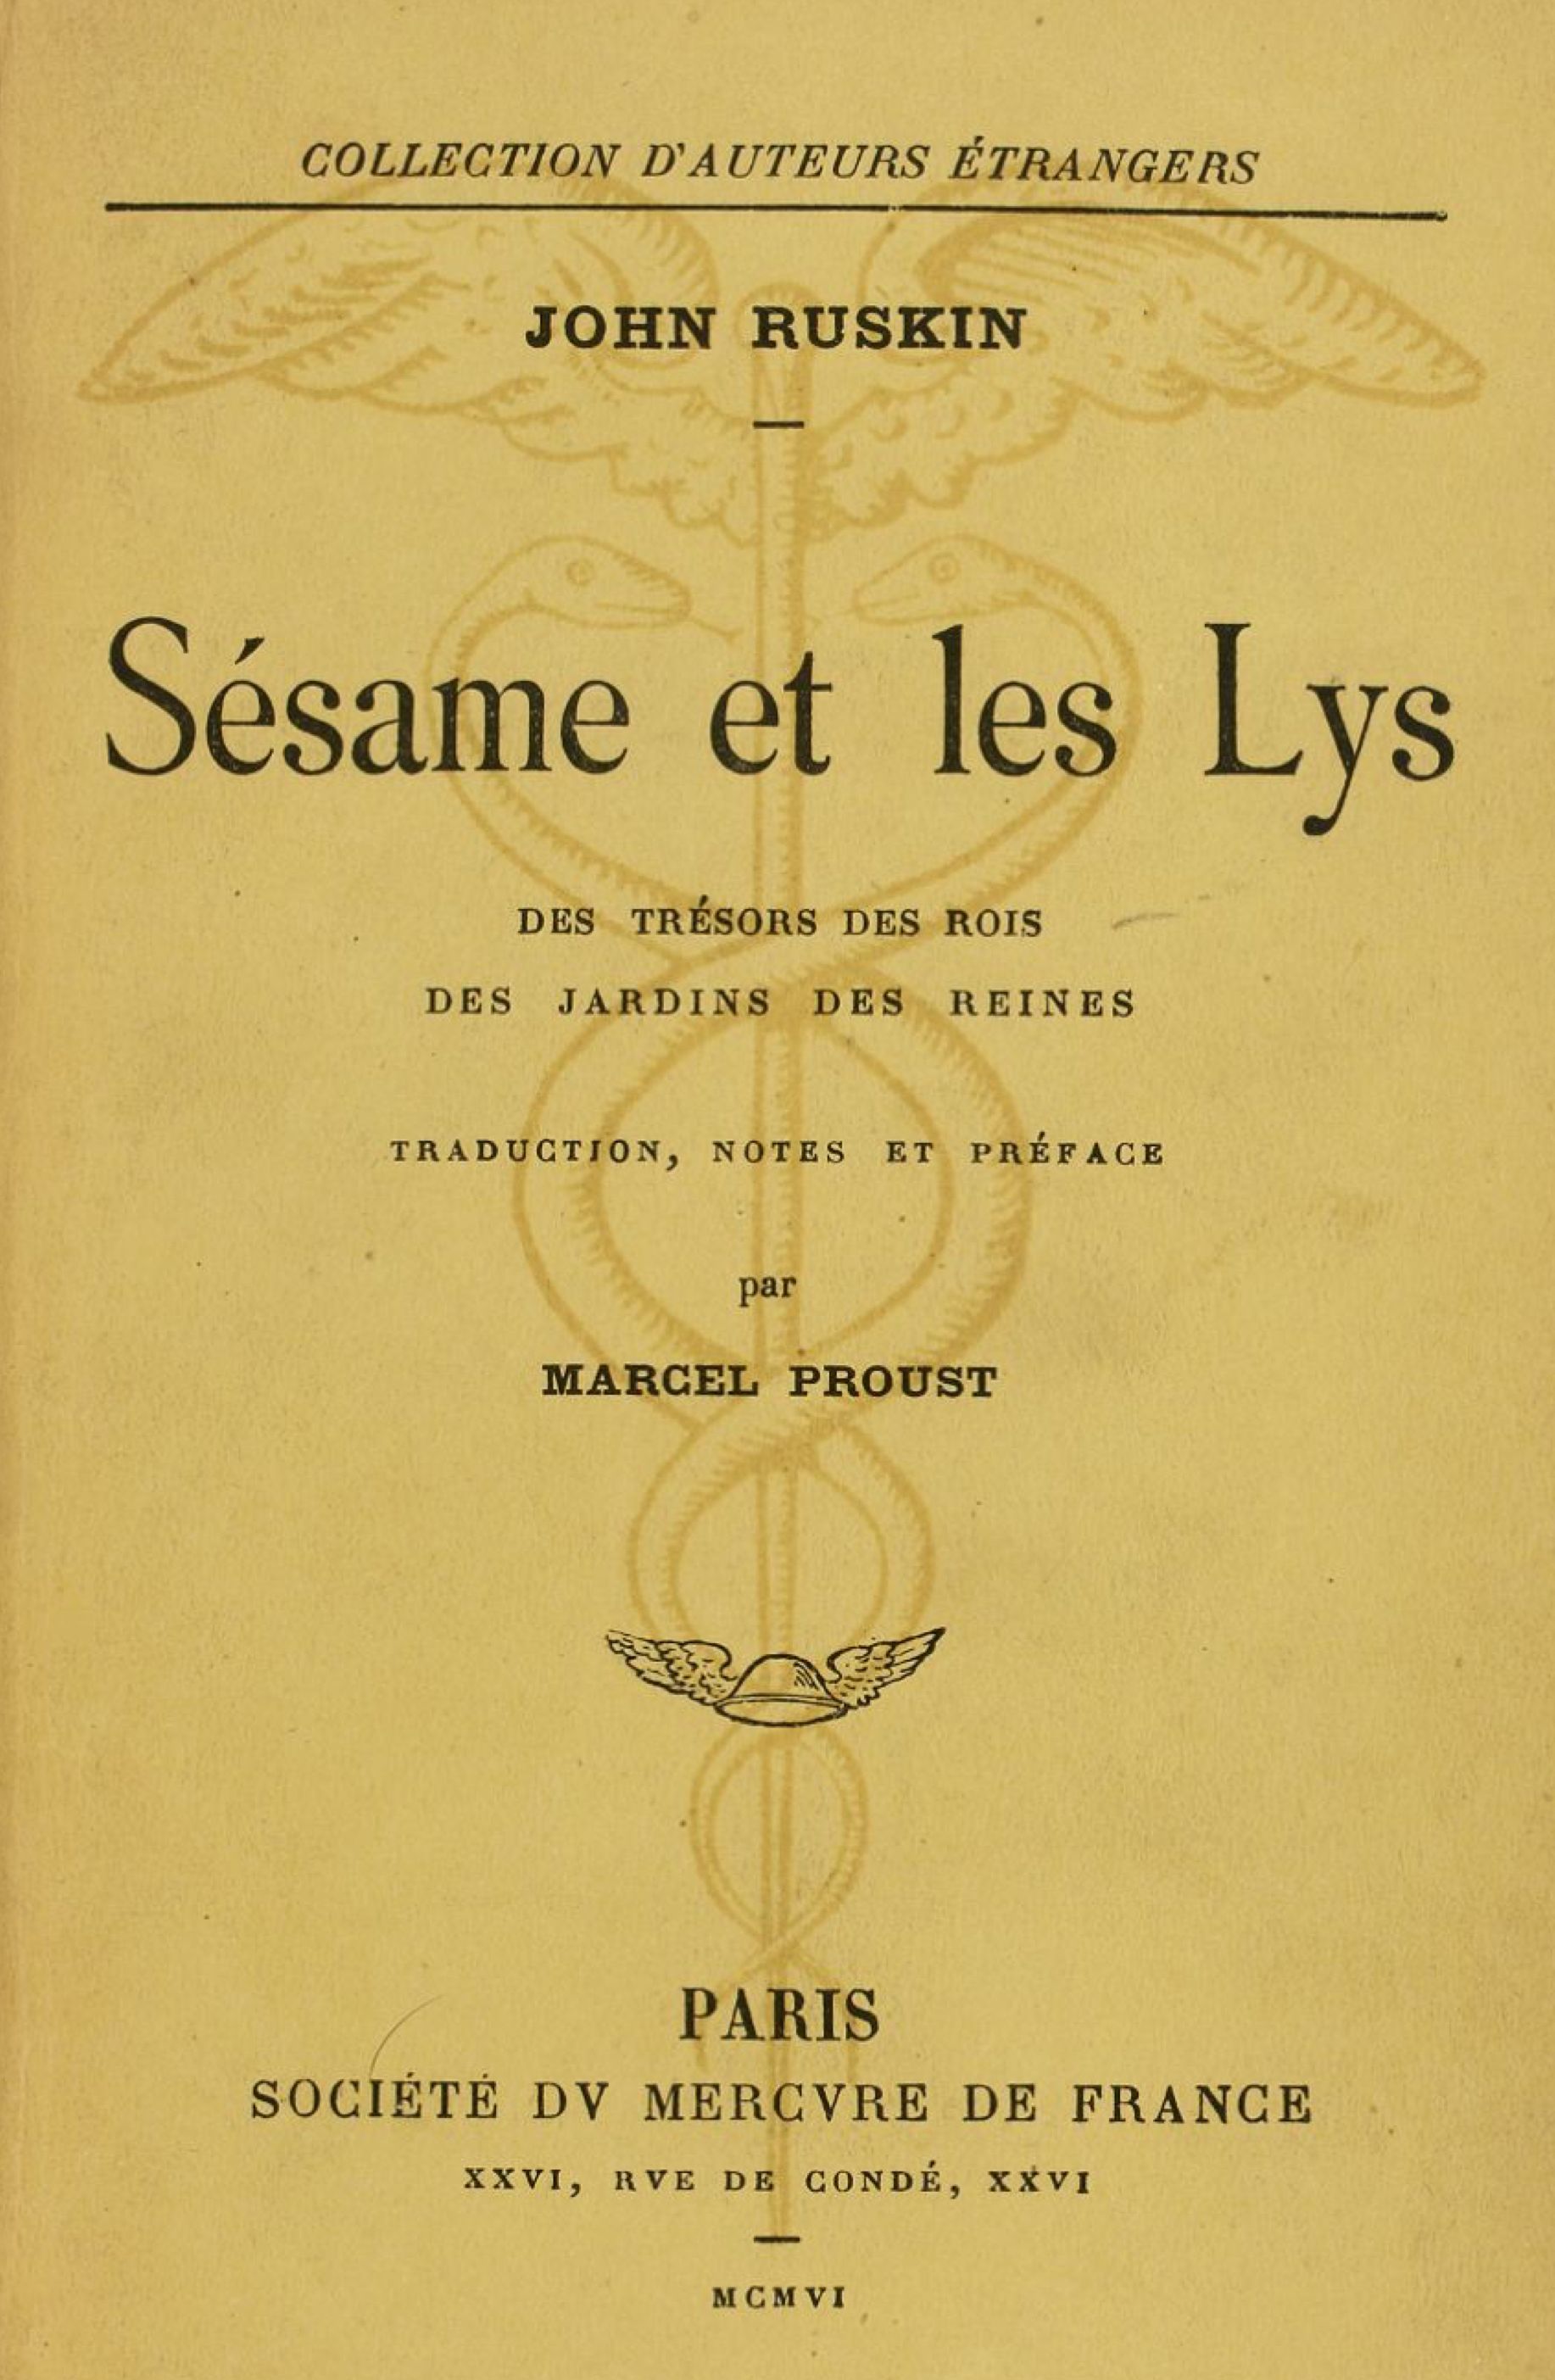 COLLECTION D'AUTEURS ÉTRANGERS
JOHN RUSKIN
Sésame et les Lys
DES TRÉSORS DES ROIS
DES JARDINS DES REINES
TRADUCTION, NOTES ET PRÉFACE
par
MARCEL PROUST
PARIS
SOCIÉTÉ DV MERCVRE DE FRANCE
XXVI, RVE DE CONDÉ, XXVI
MCMVI